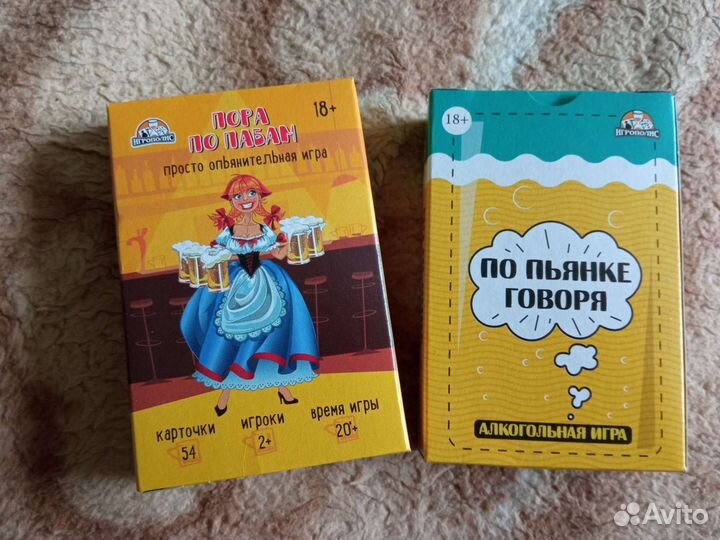 ИГРОПОЛИС
ПОРА
ПО ПАБАМ
18+
просто опьянительная игра
карточки
54
игроки
2+
время игры
20'+
18+
ИГРОПОЛИС
ПО ПЬЯНКЕ
ГОВОРЯ
АЛКОГОЛЬНАЯ ИГРА
Avito